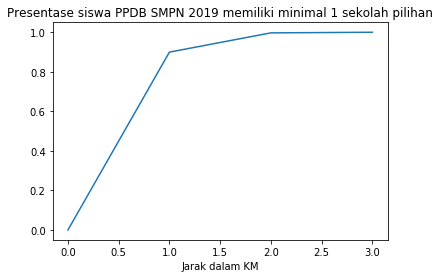 Presentase siswa PPDB SMPN 2019 memiliki minimal 1 sekolah pilihan
1.0
0.8
0.6
0.4
0.2
0.0
0.0 0.5 1.0 1.5 2.0 2.5 3.0
Jarak dalam KM